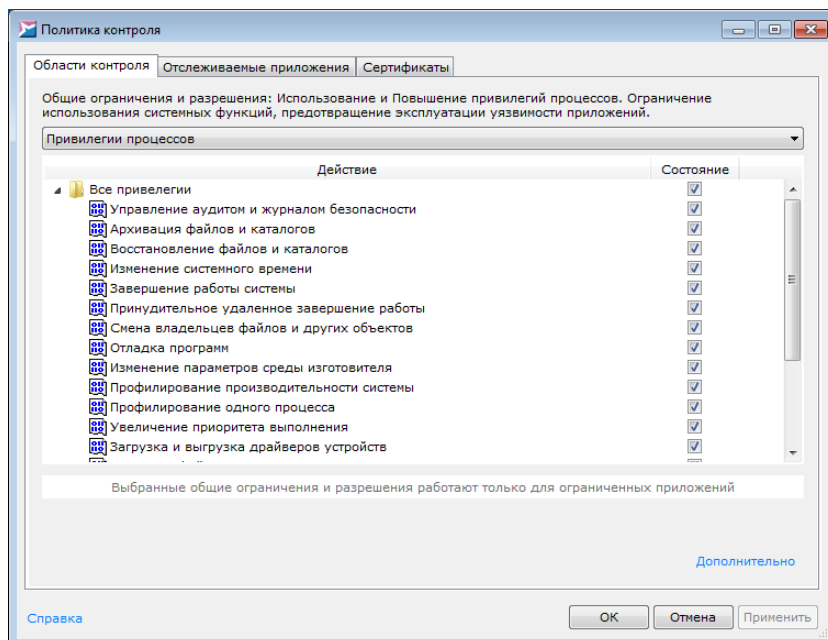 Политика контроля
Области контроля Отслеживаемые приложения Сертификаты
Общие ограничения и разрешения: Использование и Повышение привилегий процессов. Ограничение
использования системных функций, предотвращение эксплуатации уязвимости приложений.
Привилегии процессов
Действие Состояние
Все привелегии
Управление аудитом и журналом безопасности
Архивация файлов и каталогов
Восстановление файлов и каталогов
Изменение системного времени
Завершение работы системы
Принудительное удаленное завершение работы
Смена владельцев файлов и других объектов
Отладка программ
Изменение параметров среды изготовителя
Профилирование производительности системы
Профилирование одного процесса
Увеличение приоритета выполнения
Загрузка и выгрузка драйверов устройств
Выбранные общие ограничения и разрешения работают только для ограниченных приложений
Дополнительно
Справка ОК Отмена Применить